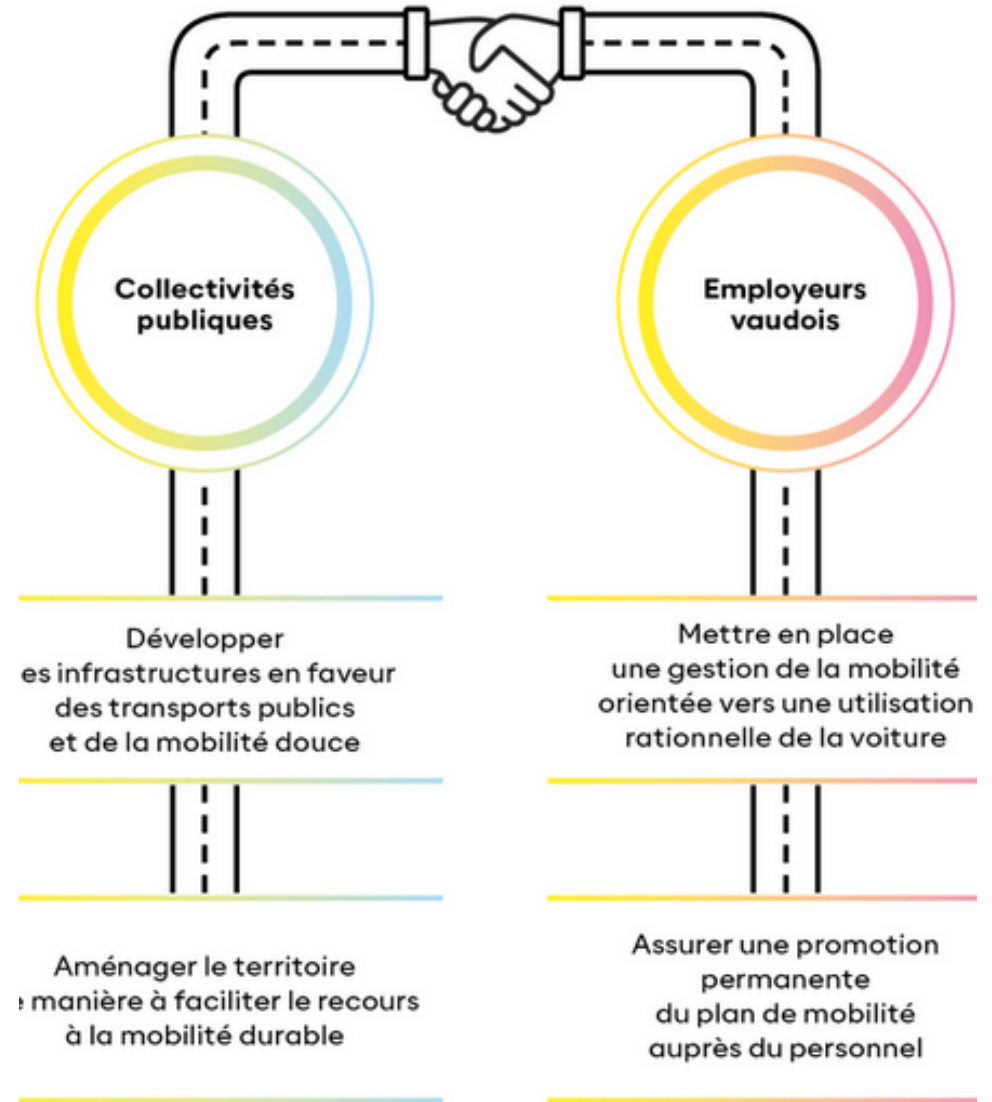 Collectivités
publiques
Employeurs
vaudois
Développer
es infrastructures en faveur
des transports publics
et de la mobilité douce
Mettre en place
une gestion de la mobilité
orientée vers une utilisation
rationnelle de la voiture
Aménager le territoire
manière à faciliter le recours
à la mobilité durable
Assurer une promotion
permanente
du plan de mobilité
auprès du personnel